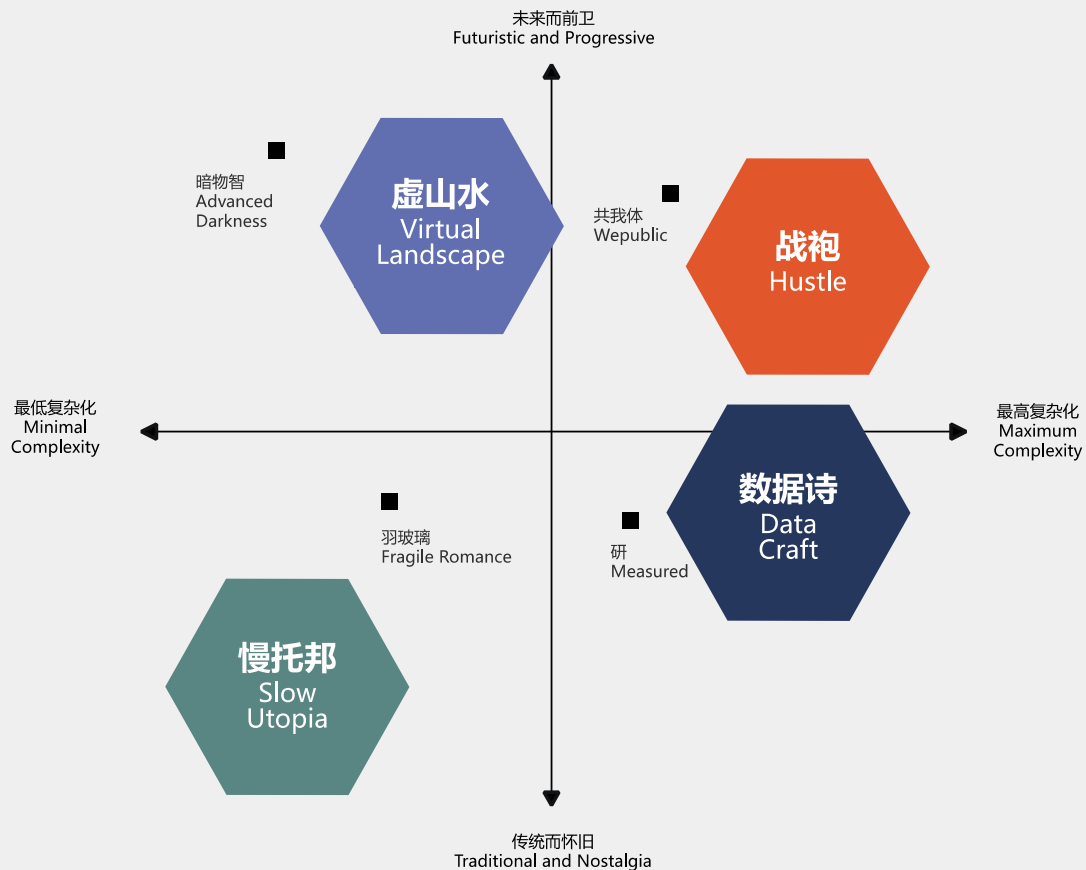 未来而前卫
Futuristic and Progressive
暗物智
Advanced
Darkness
虚山水
Virtual
Landscape
共我体
Wepublic
战袍
Hustle
最低复杂化
Minimal
Complexity
最高复杂化
Maximum
Complexity
羽玻璃
Fragile Romance
研
Measured
数据诗
Data
Craft
慢托邦
Slow
Utopia
传统而怀旧
Traditional and Nostalgia